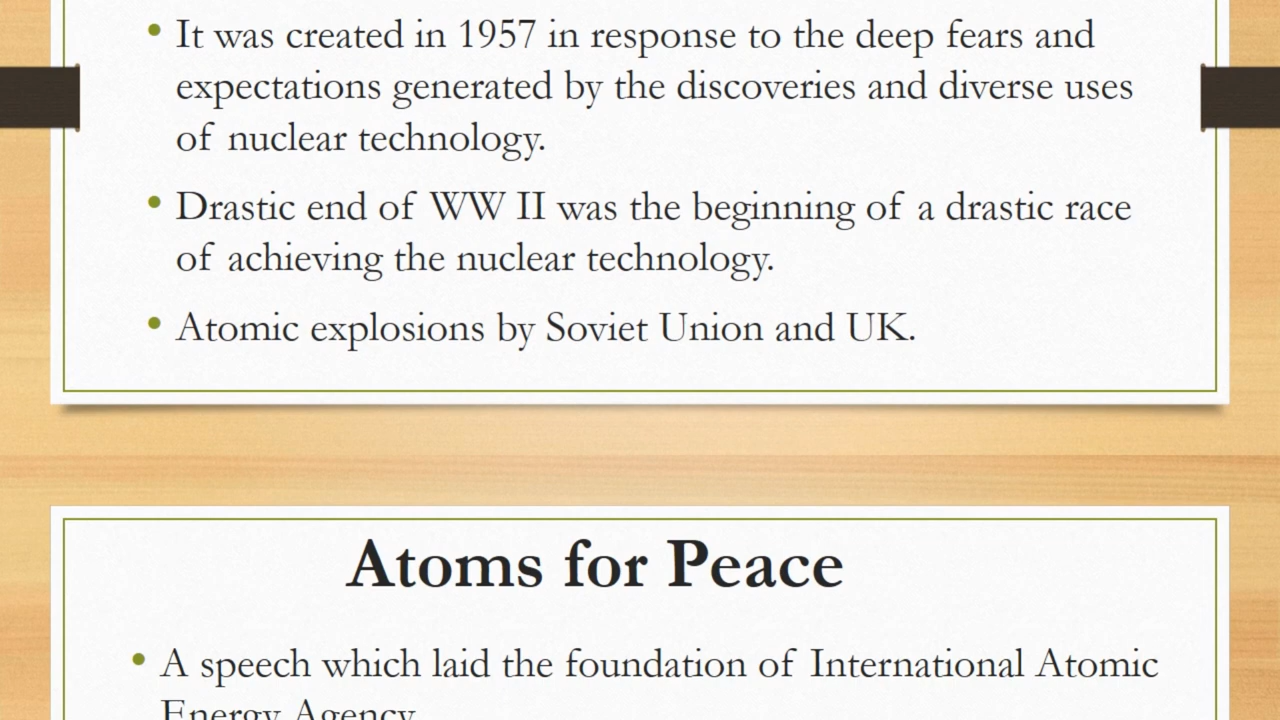 • It was created in 1957 in response to the deep fears and
expectations generated by the discoveries and diverse uses
of nuclear technology.
• Drastic end of WW II was the beginning of a drastic race
of achieving the nuclear technology.
• Atomic explosions by Soviet Union and UK.
Atoms for Peace
• A speech which laid the foundation of International Atomic
Energy Agency.